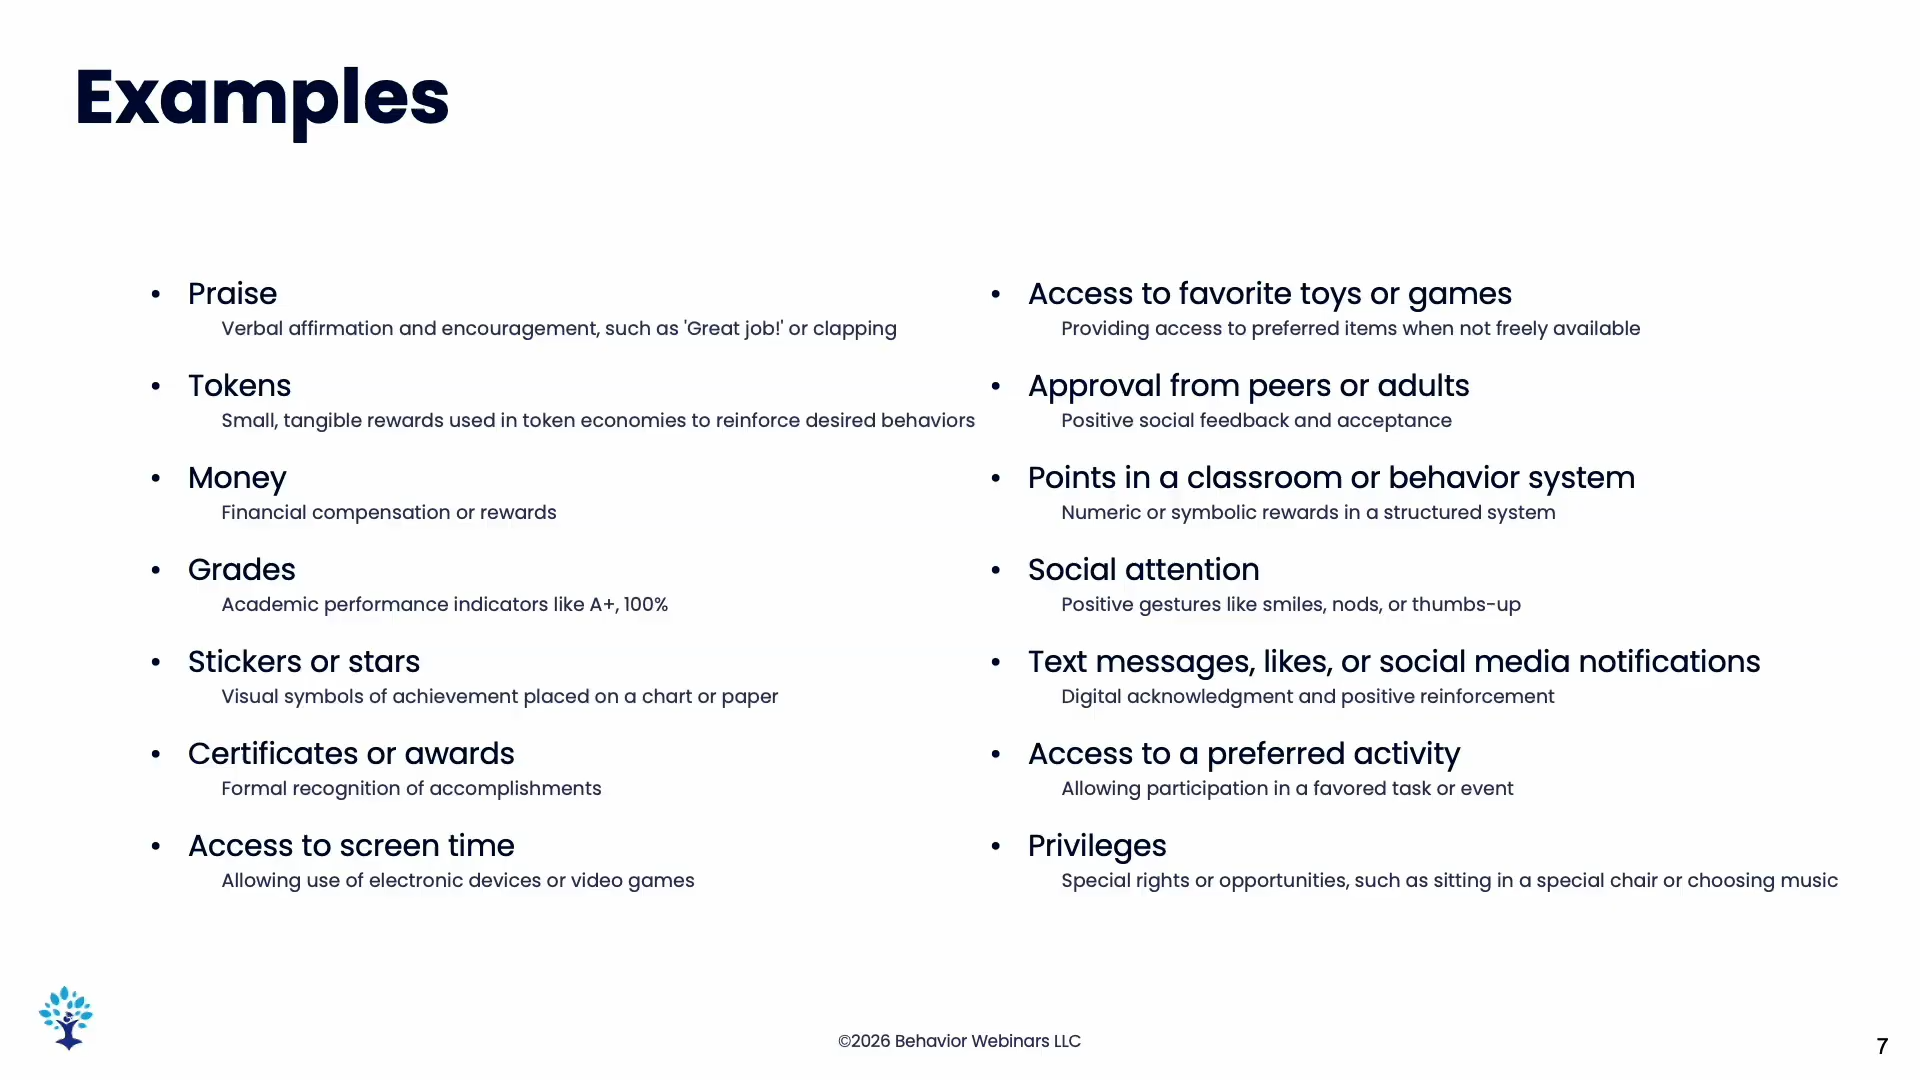 Examples
• Praise
Verbal affirmation and encouragement, such as 'Great job!' or clapping
• Tokens
Small, tangible rewards used in token economies to reinforce desired behaviors
• Money
Financial compensation or rewards
• Grades
Academic performance indicators like A+, 100%
• Stickers or stars
Visual symbols of achievement placed on a chart or paper
• Certificates or awards
Formal recognition of accomplishments
• Access to screen time
Allowing use of electronic devices or video games
• Access to favorite toys or games
Providing access to preferred items when not freely available
• Approval from peers or adults
Positive social feedback and acceptance
• Points in a classroom or behavior system
Numeric or symbolic rewards in a structured system
• Social attention
Positive gestures like smiles, nods, or thumbs-up
• Text messages, likes, or social media notifications
Digital acknowledgment and positive reinforcement
• Access to a preferred activity
Allowing participation in a favored task or event
• Privileges
Special rights or opportunities, such as sitting in a special chair or choosing music
©2026 Behavior Webinars LLC
7